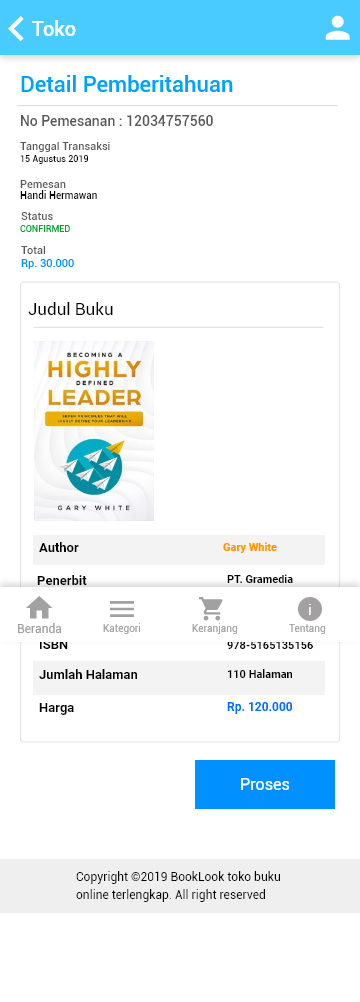 Toko
Detail Pemberitahuan
No Pemesanan : 12034757560
Tanggal Transaksi
15 Agustus 2019
Pemesan
Handi Hermawan
Status
CONFIRMED
Total
Rp. 30.000
Judul Buku
BECOMING A
HIGHLY
DEFINED
LEADER
SEVEN PRINCIPLES THAT WILL
HIGHLY DEFINE YOUR LEADERSHIP
GARY WHITE
Author Gary White
Penerbit PT. Gramedia
Beranda Kategori Keranjang Tentang
ISBN 978-5165135156
Jumlah Halaman 110 Halaman
Harga Rp. 120.000
Proses
Copyright ©2019 BookLook toko buku
online terlengkap. All right reserved